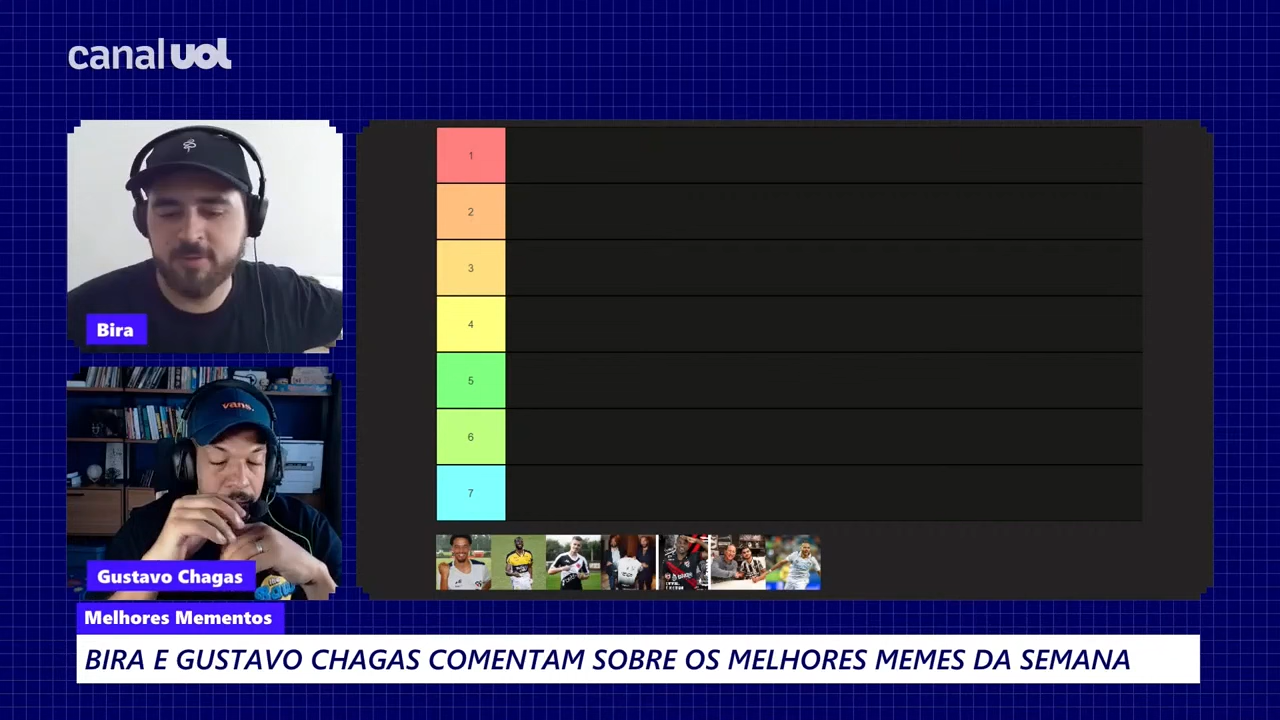 canal uol
1
2
3
4
5
6
7
Bira
vans.
Gustavo Chagas
Melhores Mementos
BIRA E GUSTAVO CHAGAS COMENTAM SOBRE OS MELHORES MEMES DA SEMANA